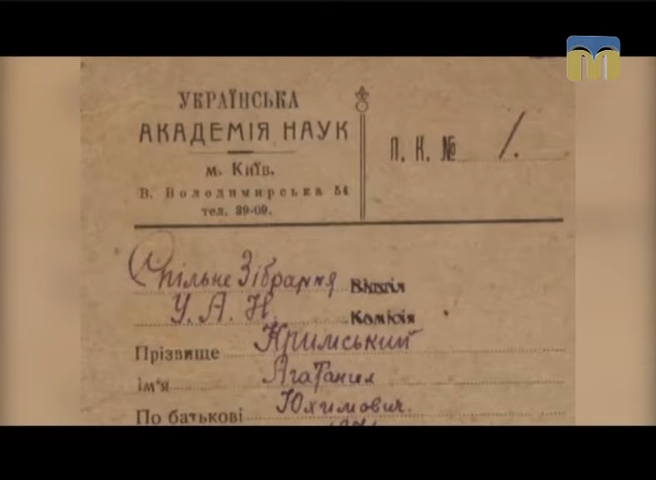 УКРАЇНСЬКА
АКАДЕМІЯ НАУК
м. Київ.
В. Володимирська 54
тел. 29-09.
П. К. № 1.
Спільне Зібрання
У. А. Н.
Комісія
Прізвище Кримський
ім'я Агатангел
По батькові Юхимович